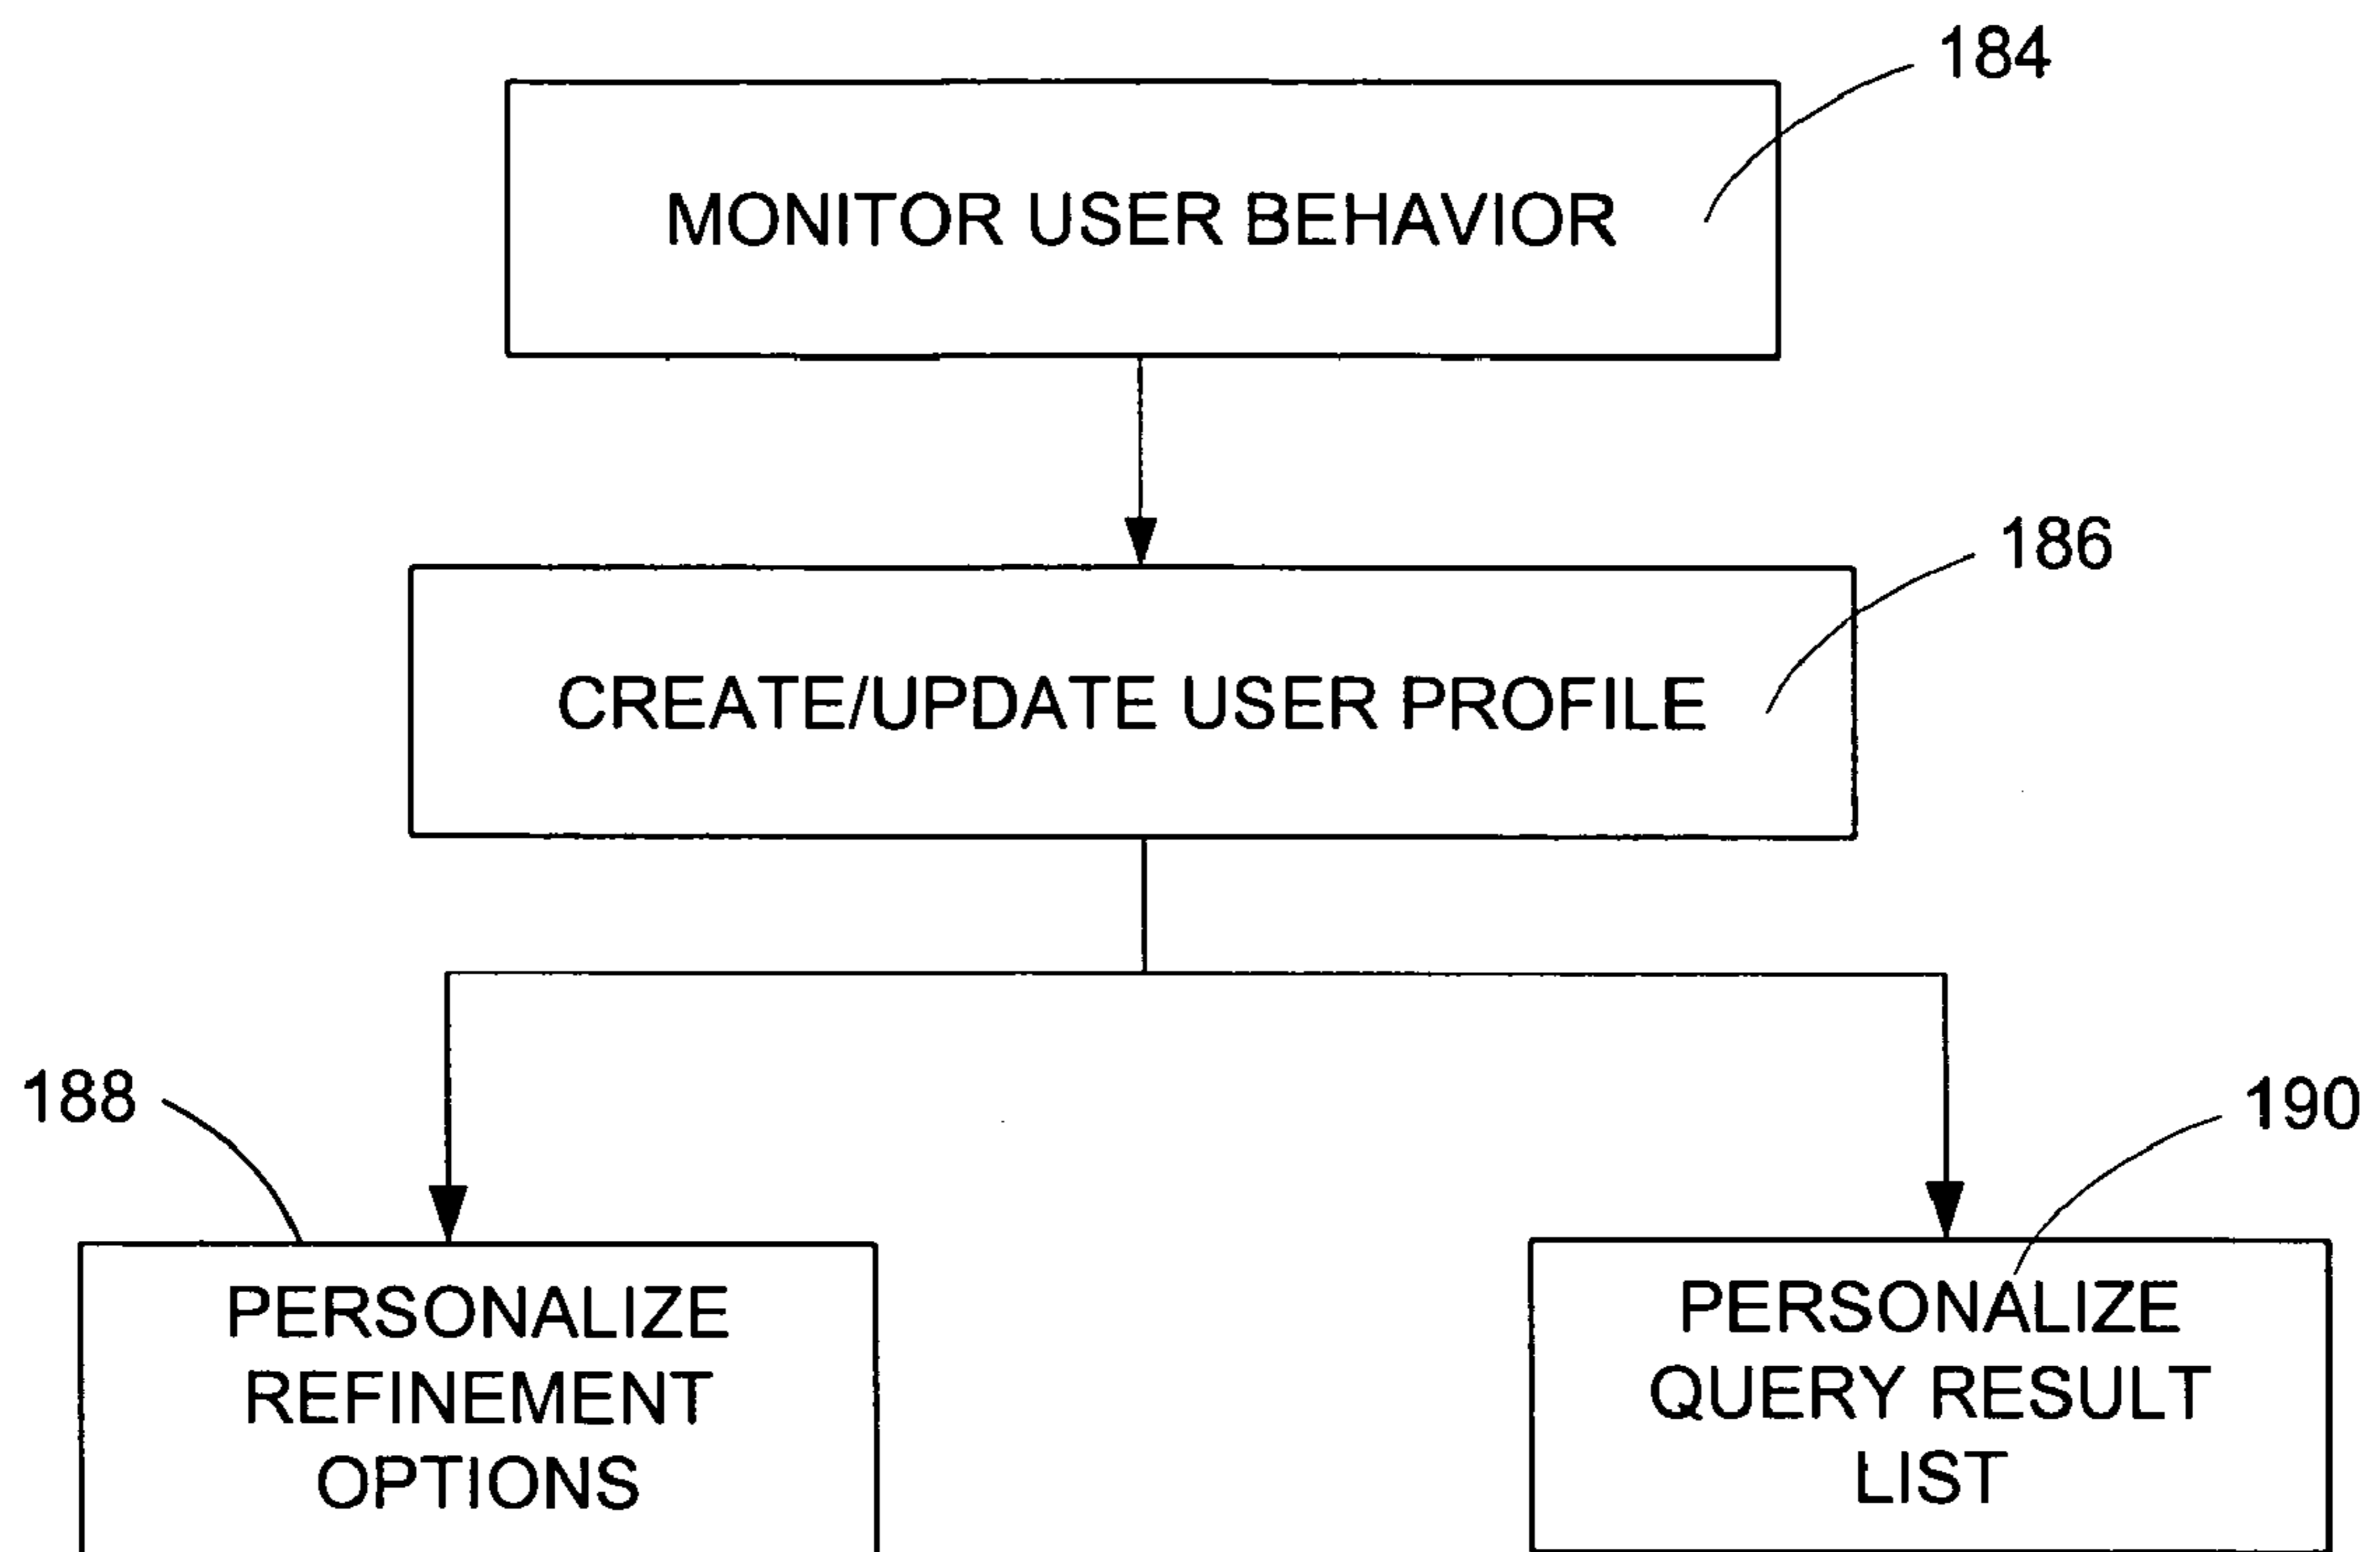 184
MONITOR USER BEHAVIOR
186
CREATE/UPDATE USER PROFILE
188
190
PERSONALIZE
REFINEMENT
OPTIONS
PERSONALIZE
QUERY RESULT
LIST